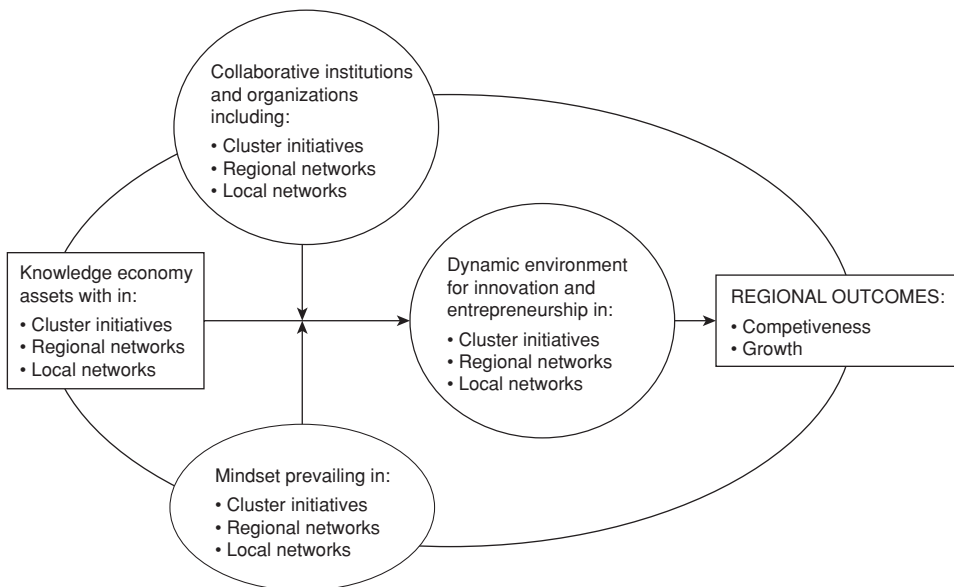 Collaborative institutions
and organizations
including:
• Cluster initiatives
• Regional networks
• Local networks
Knowledge economy
assets with in:
• Cluster initiatives
• Regional networks
• Local networks
Dynamic environment
for innovation and
entrepreneurship in:
• Cluster initiatives
• Regional networks
• Local networks
REGIONAL OUTCOMES:
• Competiveness
• Growth
Mindset prevailing in:
• Cluster initiatives
• Regional networks
• Local networks